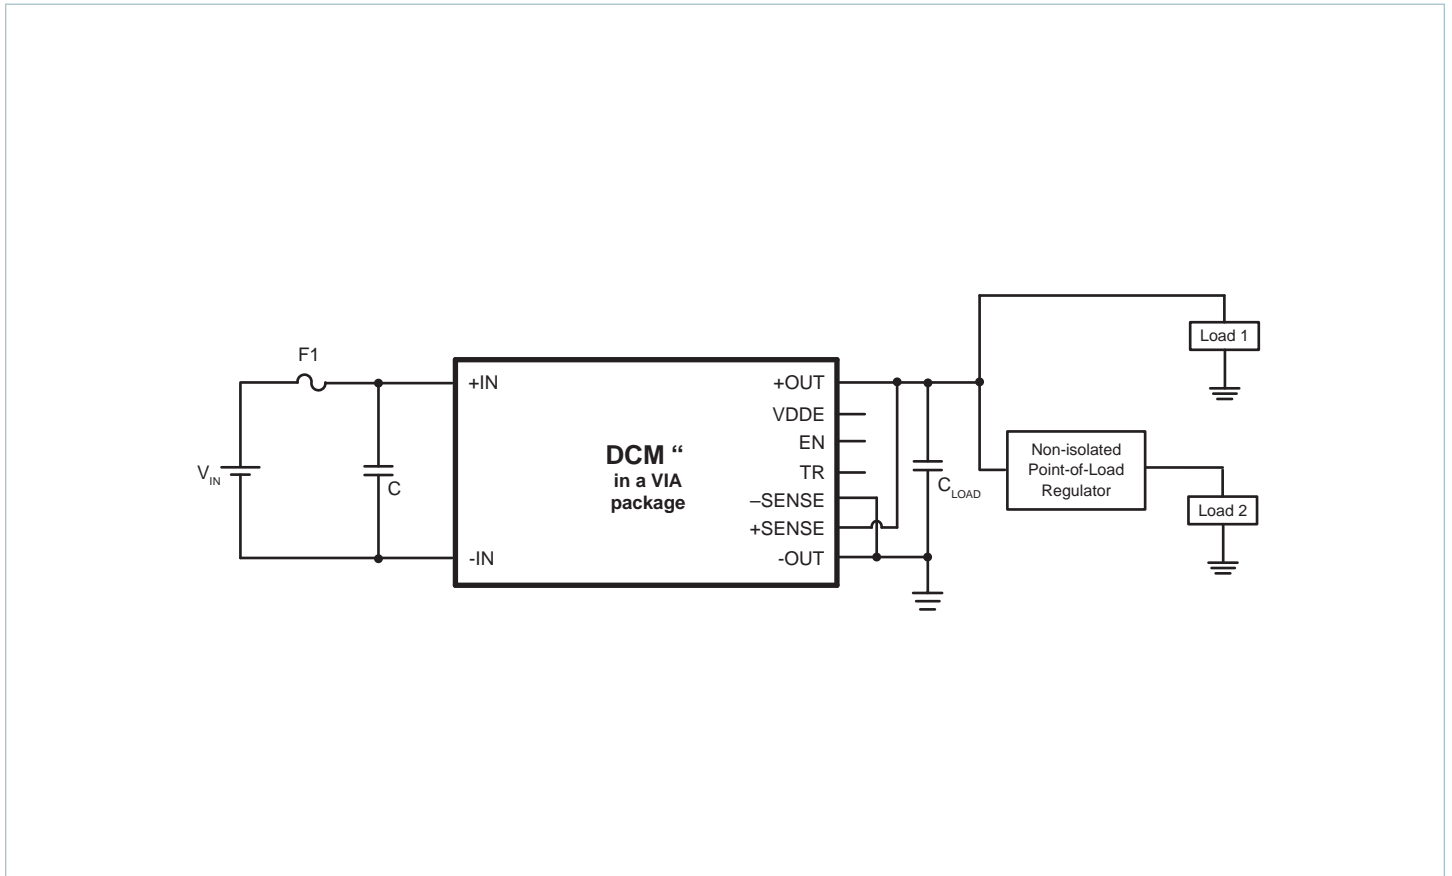 F1
V_IN
C
+IN
-IN
DCM “
in a VIA
package
+OUT
VDDE
EN
TR
–SENSE
+SENSE
-OUT
C_LOAD
Non-isolated
Point-of-Load
Regulator
Load 1
Load 2